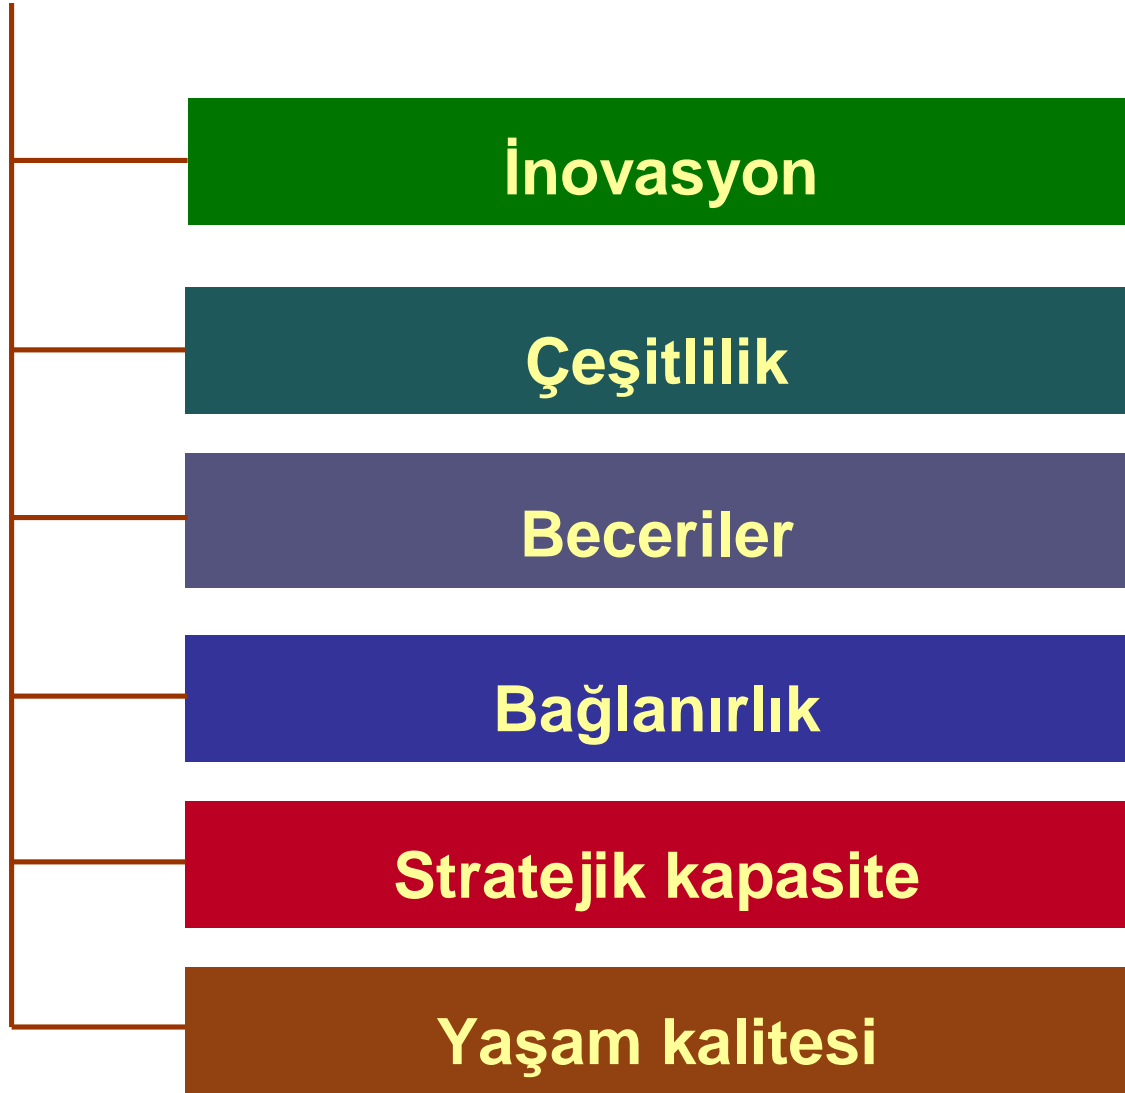 İnovasyon
Çeşitlilik
Beceriler
Bağlanırlık
Stratejik kapasite
Yaşam kalitesi